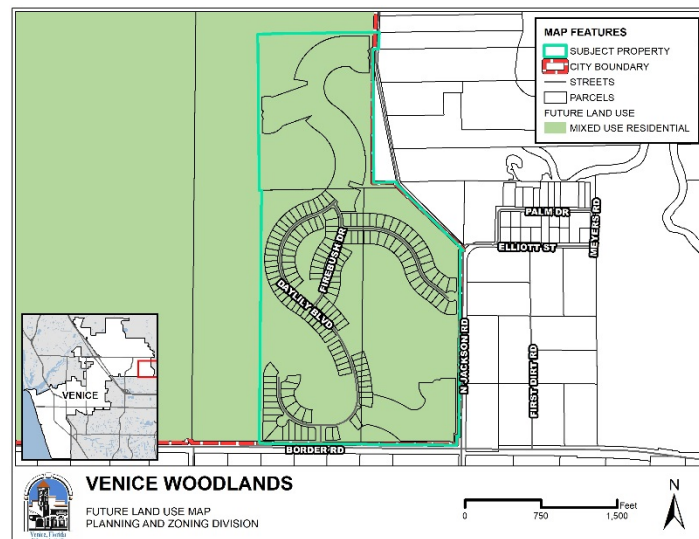 MAP FEATURES
SUBJECT PROPERTY
CITY BOUNDARY
STREETS
PARCELS
FUTURE LAND USE
MIXED USE RESIDENTIAL
PALM DR
MEYERS RD
ELLIOTT ST
FIREBUSH DR
DAYLILY BLVD
N JACKSON RD
FIRST DIRT RD
VENICE
BORDER RD
VENICE WOODLANDS
FUTURE LAND USE MAP
PLANNING AND ZONING DIVISION
Venice, Florida
Feet
0 750 1,500
N